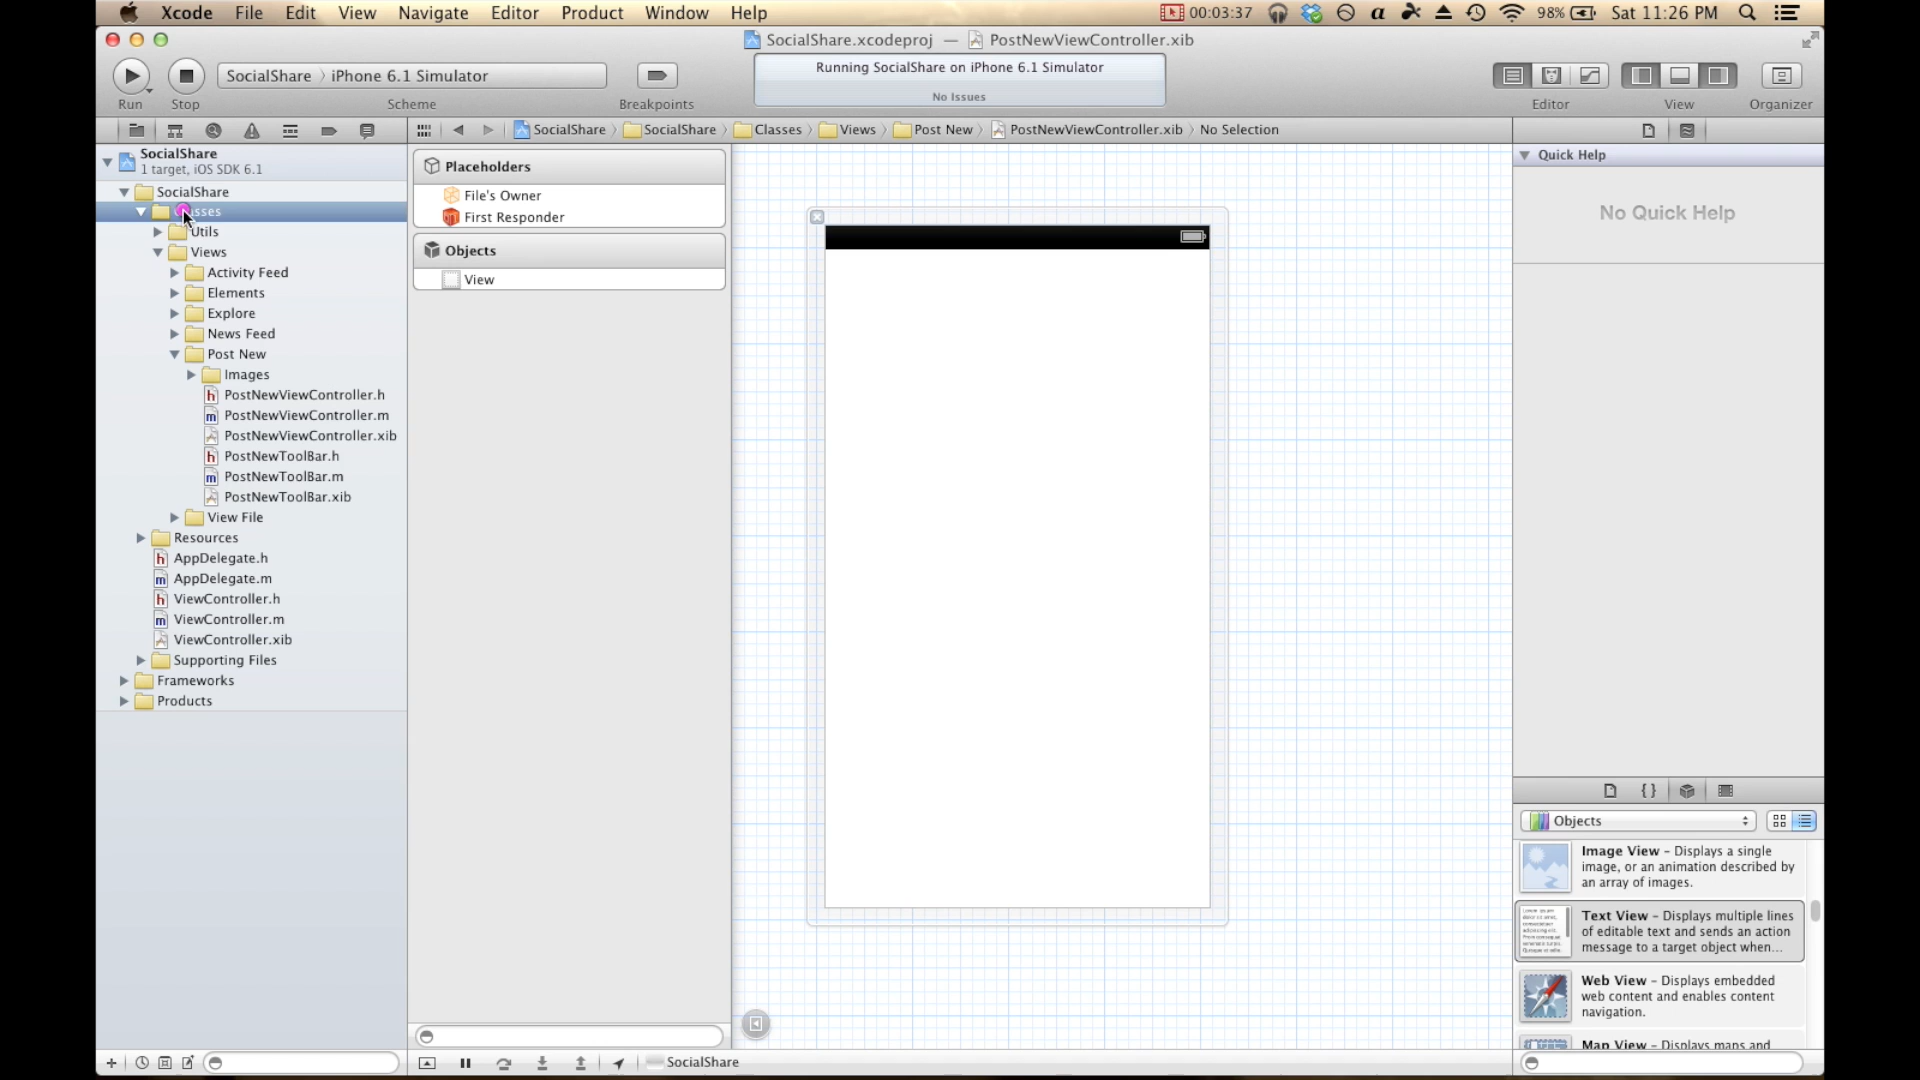 Xcode File Edit View Navigate Editor Product Window Help 00:03:37 98% Sat 11:26 PM
SocialShare.xcodeproj — PostNewViewController.xib
SocialShare 〉 iPhone 6.1 Simulator
Running SocialShare on iPhone 6.1 Simulator
No Issues
Run Stop Scheme Breakpoints Editor View Organizer
SocialShare 〉 SocialShare 〉 Classes 〉 Views 〉 Post New 〉 PostNewViewController.xib 〉 No Selection
SocialShare
1 target, iOS SDK 6.1
SocialShare
Utils
Views
Activity Feed
Elements
Explore
News Feed
Post New
Images
PostNewViewController.h
PostNewViewController.m
PostNewViewController.xib
PostNewToolBar.h
PostNewToolBar.m
PostNewToolBar.xib
View File
Resources
AppDelegate.h
AppDelegate.m
ViewController.h
ViewController.m
ViewController.xib
Supporting Files
Frameworks
Products
Placeholders
File's Owner
First Responder
Objects
View
Quick Help
No Quick Help
Objects
Image View – Displays a single
image, or an animation described by
an array of images.
Text View – Displays multiple lines
of editable text and sends an action
message to a target object when...
Web View – Displays embedded
web content and enables content
navigation.
Map View – Displays maps and
SocialShare